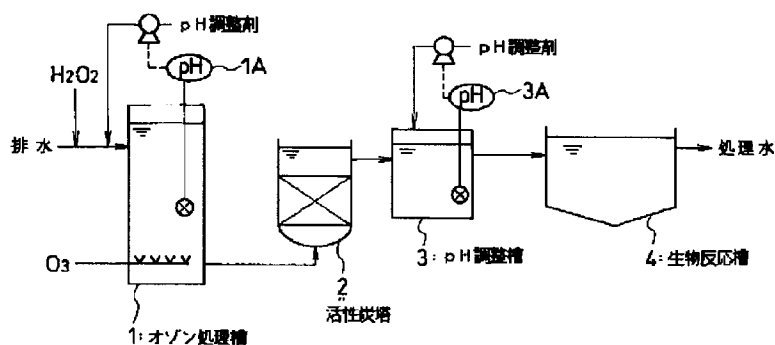 pH調整剤
pH
1A
H₂O₂
排水
O₃
1:オゾン処理槽
2
活性炭塔
pH調整剤
pH
3A
3:pH調整槽
処理水
4:生物反応槽